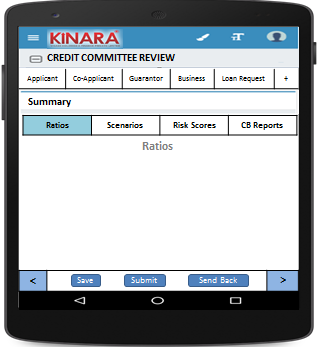 KINARA
CREDIT COMMITTEE REVIEW
Applicant Co-Applicant Guarantor Business Loan Request +
Summary
Ratios Scenarios Risk Scores CB Reports
Ratios
< Save Submit Send Back >